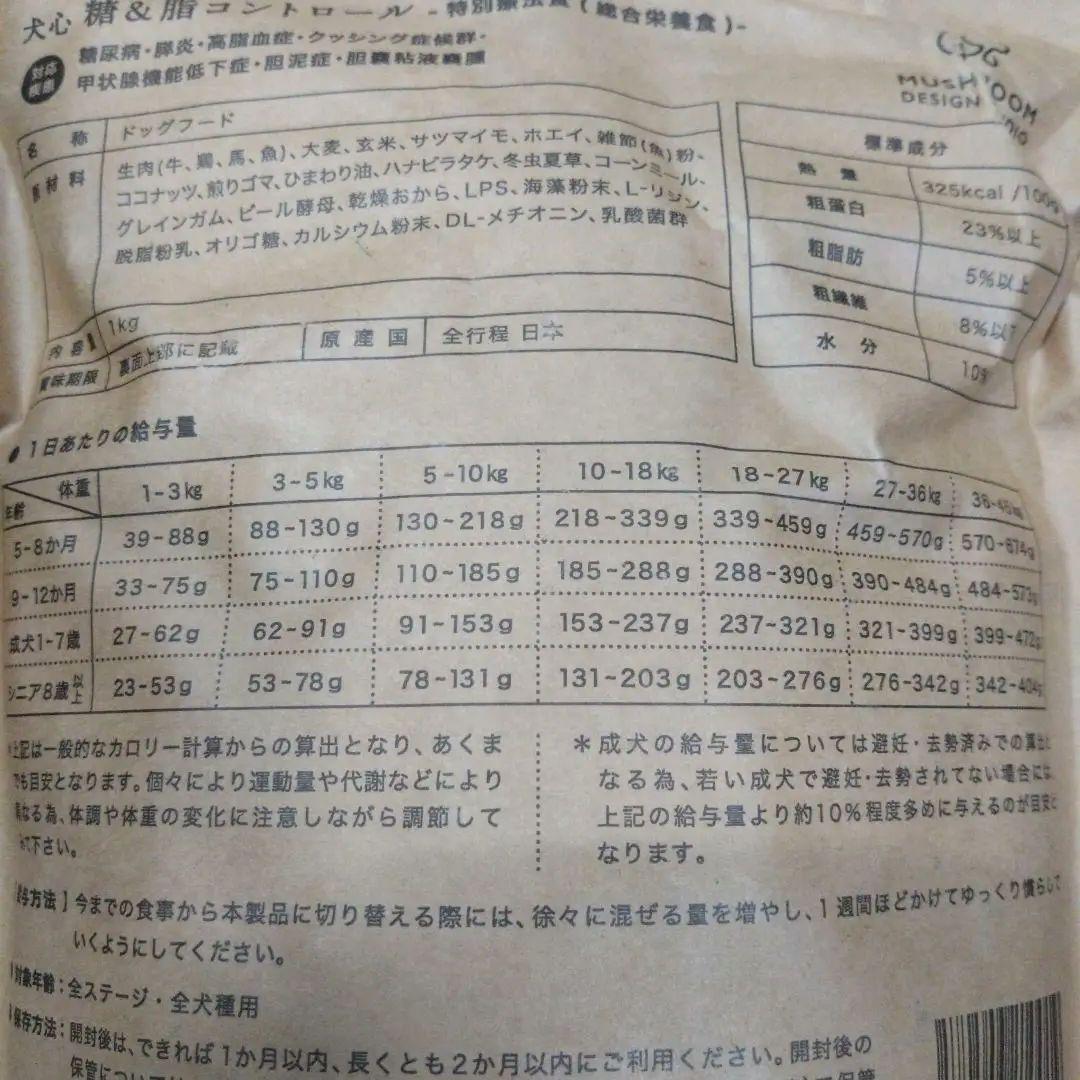 犬心 糖&脂コントロール -特別療法食(総合栄養食)-
対応疾患
糖尿病・膵炎・高脂血症・クッシング症候群・
甲状腺機能低下症・胆泥症・胆嚢粘液嚢腫
MUSHROOM
DESIGN
名 称 ドッグフード
原材料 生肉(牛、鶏、馬、魚)、大麦、玄米、サツマイモ、ホエイ、雑節(魚)粉、
ココナッツ、煎りゴマ、ひまわり油、ハナビラタケ、冬虫夏草、コーンミール、
グレインガム、ビール酵母、乾燥おから、LPS、海藻粉末、L-リジン、
脱脂粉乳、オリゴ糖、カルシウム粉末、DL-メチオニン、乳酸菌群
内容量 1kg
賞味期限 裏面上部に記載 原産国 全行程 日本
標準成分
熱 量 325kcal /100g
粗蛋白 23%以上
粗脂肪 5%以上
粗繊維 8%以下
水 分 10%
● 1日あたりの給与量
体重 年齢 1-3kg 3-5kg 5-10kg 10-18kg 18-27kg 27-36kg
5-8か月 39-88g 88-130g 130-218g 218-339g 339-459g 459-570g 570-674g
9-12か月 33-75g 75-110g 110-185g 185-288g 288-390g 390-484g 484-573g
成犬1-7歳 27-62g 62-91g 91-153g 153-237g 237-321g 321-399g 399-472g
シニア8歳以上 23-53g 53-78g 78-131g 131-203g 203-276g 276-342g 342-404g
*上記は一般的なカロリー計算からの算出となり、あくま
でも目安となります。個々により運動量や代謝などにより
異なる為、体調や体重の変化に注意しながら調節して
みて下さい。
*成犬の給与量については避妊・去勢済みでの算出に
なる為、若い成犬で避妊・去勢されてない場合には、
上記の給与量より約10%程度多めに与えるのが目安と
なります。
【給与方法】今までの食事から本製品に切り替える際には、徐々に混ぜる量を増やし、1週間ほどかけてゆっくり慣らして
いくようにしてください。
対象年齢:全ステージ・全犬種用
保存方法:開封後は、できれば1か月以内、長くとも2か月以内にご利用ください。開封後の